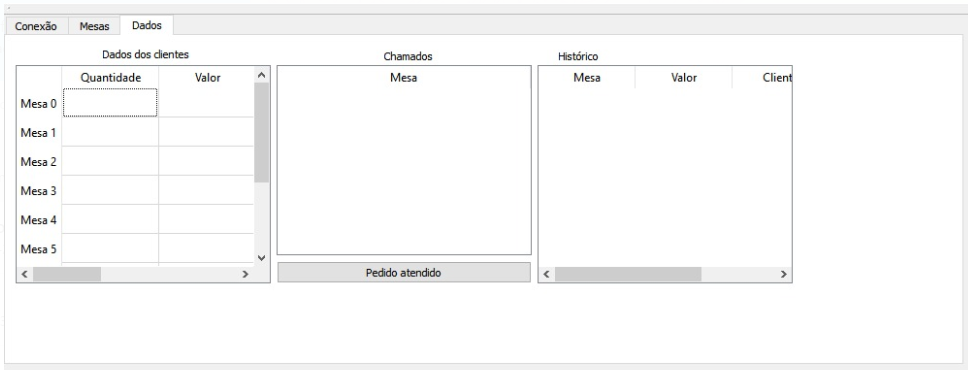 Conexão Mesas Dados
Dados dos clientes Chamados Histórico
Quantidade Valor Mesa Mesa Valor Client
Mesa 0
Mesa 1
Mesa 2
Mesa 3
Mesa 4
Mesa 5
Pedido atendido